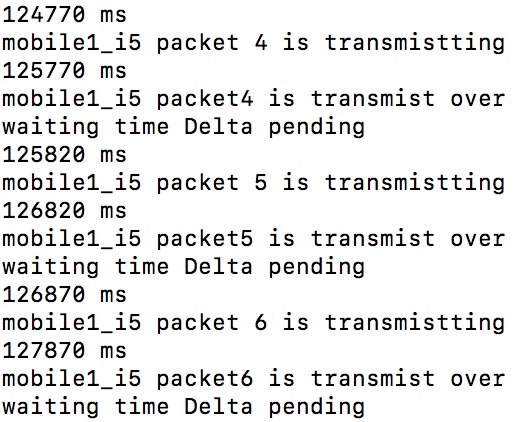 124770 ms
mobile1_i5 packet 4 is transmistting
125770 ms
mobile1_i5 packet4 is transmist over
waiting time Delta pending
125820 ms
mobile1_i5 packet 5 is transmistting
126820 ms
mobile1_i5 packet5 is transmist over
waiting time Delta pending
126870 ms
mobile1_i5 packet 6 is transmistting
127870 ms
mobile1_i5 packet6 is transmist over
waiting time Delta pending